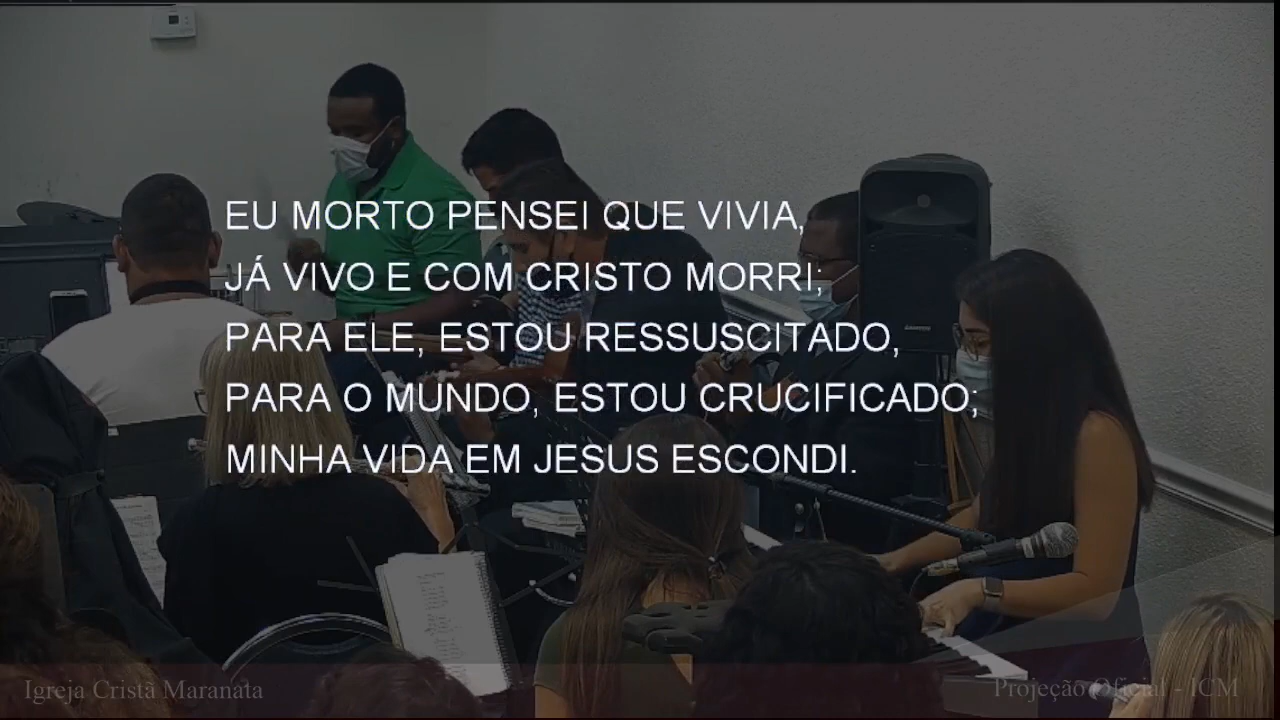 EU MORTO PENSEI QUE VIVIA,
JÁ VIVO E COM CRISTO MORRI;
PARA ELE, ESTOU RESSUSCITADO,
PARA O MUNDO, ESTOU CRUCIFICADO;
MINHA VIDA EM JESUS ESCONDI.
Igreja Cristã Maranata
Projeção Oficial - ICM